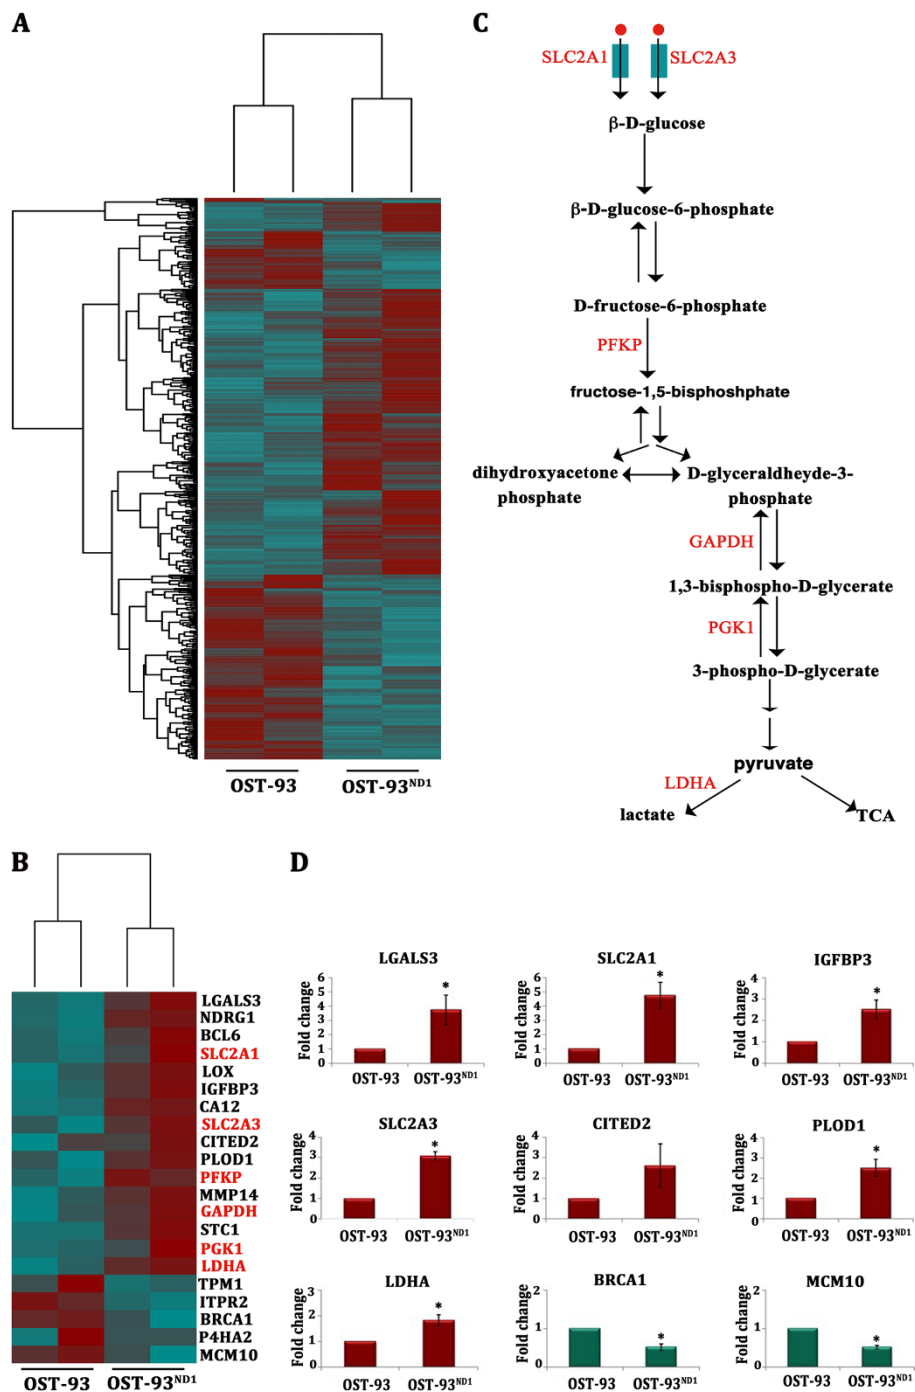 A
OST-93
OST-93ND1
B
LGALS3
NDRG1
BCL6
SLC2A1
LOX
IGFBP3
CA12
SLC2A3
CITED2
PLOD1
PFKP
MMP14
GAPDH
STC1
PGK1
LDHA
TPM1
ITPR2
BRCA1
P4HA2
MCM10
OST-93
OST-93ND1
C
SLC2A1
SLC2A3
β-D-glucose
β-D-glucose-6-phosphate
D-fructose-6-phosphate
PFKP
fructose-1,5-bisphoshphate
dihydroxyacetone
phosphate
D-glyceraldheyde-3-
phosphate
GAPDH
1,3-bisphospho-D-glycerate
PGK1
3-phospho-D-glycerate
pyruvate
LDHA
lactate
TCA
D
LGALS3
Fold change
6
5
4
3
2
1
0
*
OST-93
OST-93ND1
SLC2A1
Fold change
6
5
4
3
2
1
0
*
OST-93
OST-93ND1
IGFBP3
Fold change
4
3
2
1
0
*
OST-93
OST-93ND1
SLC2A3
Fold change
4
3
2
1
0
*
OST-93
OST-93ND1
CITED2
Fold change
4
3
2
1
0
OST-93
OST-93ND1
PLOD1
Fold change
4
3
2
1
0
*
OST-93
OST-93ND1
LDHA
Fold change
3
2
1
0
*
OST-93
OST-93ND1
BRCA1
Fold change
2
1
0
*
OST-93
OST-93ND1
MCM10
Fold change
2
1
0
*
OST-93
OST-93ND1